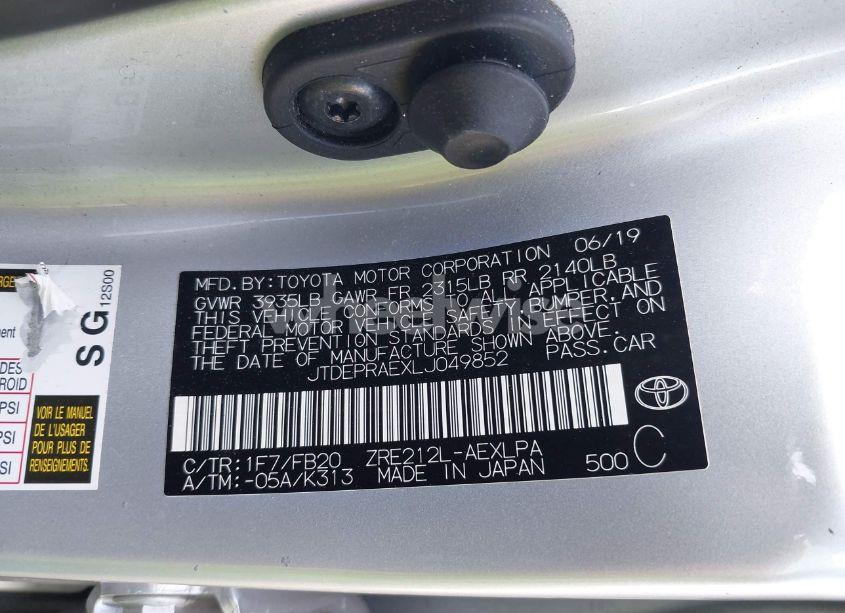 MFD. BY: TOYOTA MOTOR CORPORATION 06/19
GVWR 3935LB GAWR FR 2315LB RR 2140LB
THIS VEHICLE CONFORMS TO ALL APPLICABLE
FEDERAL MOTOR VEHICLE SAFETY, BUMPER, AND
THEFT PREVENTION STANDARDS IN EFFECT ON
THE DATE OF MANUFACTURE SHOWN ABOVE.
JTDEPRAEXLJ049852 PASS. CAR
C/TR: 1F7/FB20 ZRE212L-AEXLPA
A/TM: -05A/K313 MADE IN JAPAN 500 C
SG 12S00
PSI
PSI
PSI
VOIR LE MANUEL
DE L'USAGER
POUR PLUS DE
RENSEIGNEMENTS.